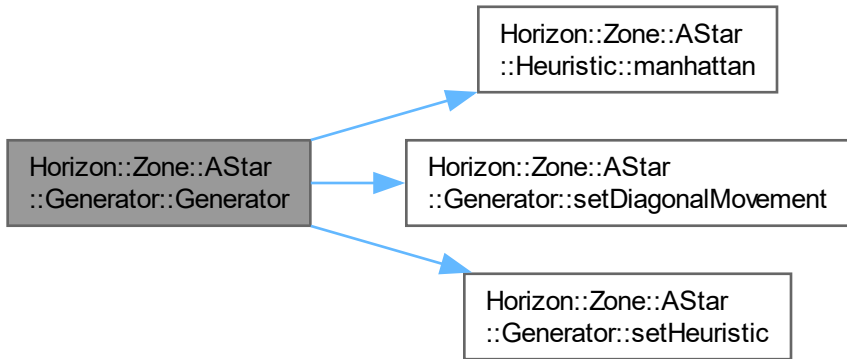 Horizon::Zone::AStar
::Heuristic::manhattan
Horizon::Zone::AStar
::Generator::Generator
Horizon::Zone::AStar
::Generator::setDiagonalMovement
Horizon::Zone::AStar
::Generator::setHeuristic